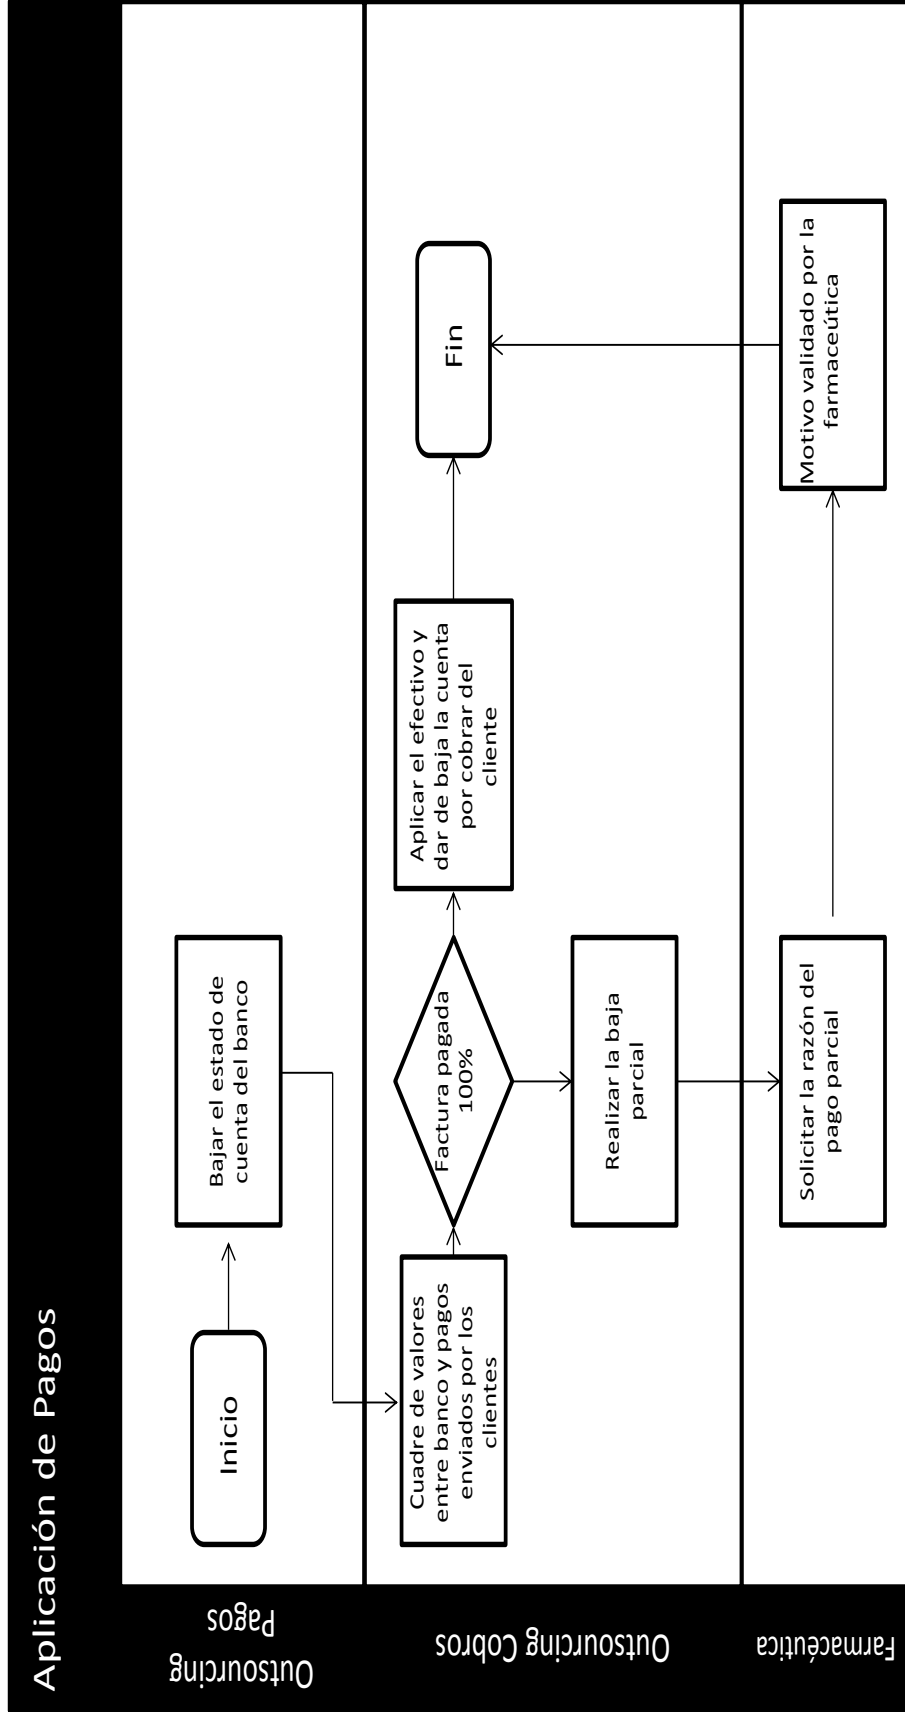 Aplicación de Pagos
Outsourcing
Pagos
Inicio
Bajar el estado de
cuenta del banco
Outsourcing Cobros
Cuadre de valores
entre banco y pagos
enviados por los
clientes
Factura pagada
100%
Aplicar el efectivo y
dar de baja la cuenta
por cobrar del
cliente
Fin
Realizar la baja
parcial
Farmacéutica
Solicitar la razón del
pago parcial
Motivo validado por la
farmaceútica